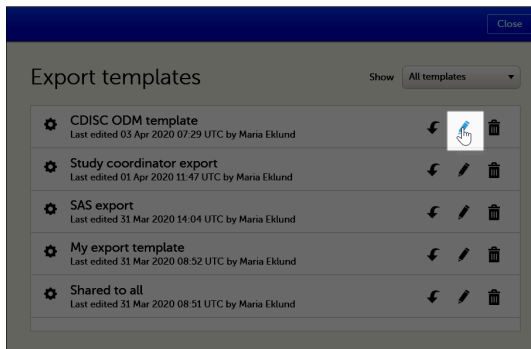 Close
Export templates
Show All templates
CDISC ODM template
Last edited 03 Apr 2020 07:29 UTC by Maria Eklund
Study coordinator export
Last edited 01 Apr 2020 11:47 UTC by Maria Eklund
SAS export
Last edited 31 Mar 2020 14:04 UTC by Maria Eklund
My export template
Last edited 31 Mar 2020 08:52 UTC by Maria Eklund
Shared to all
Last edited 31 Mar 2020 08:51 UTC by Maria Eklund